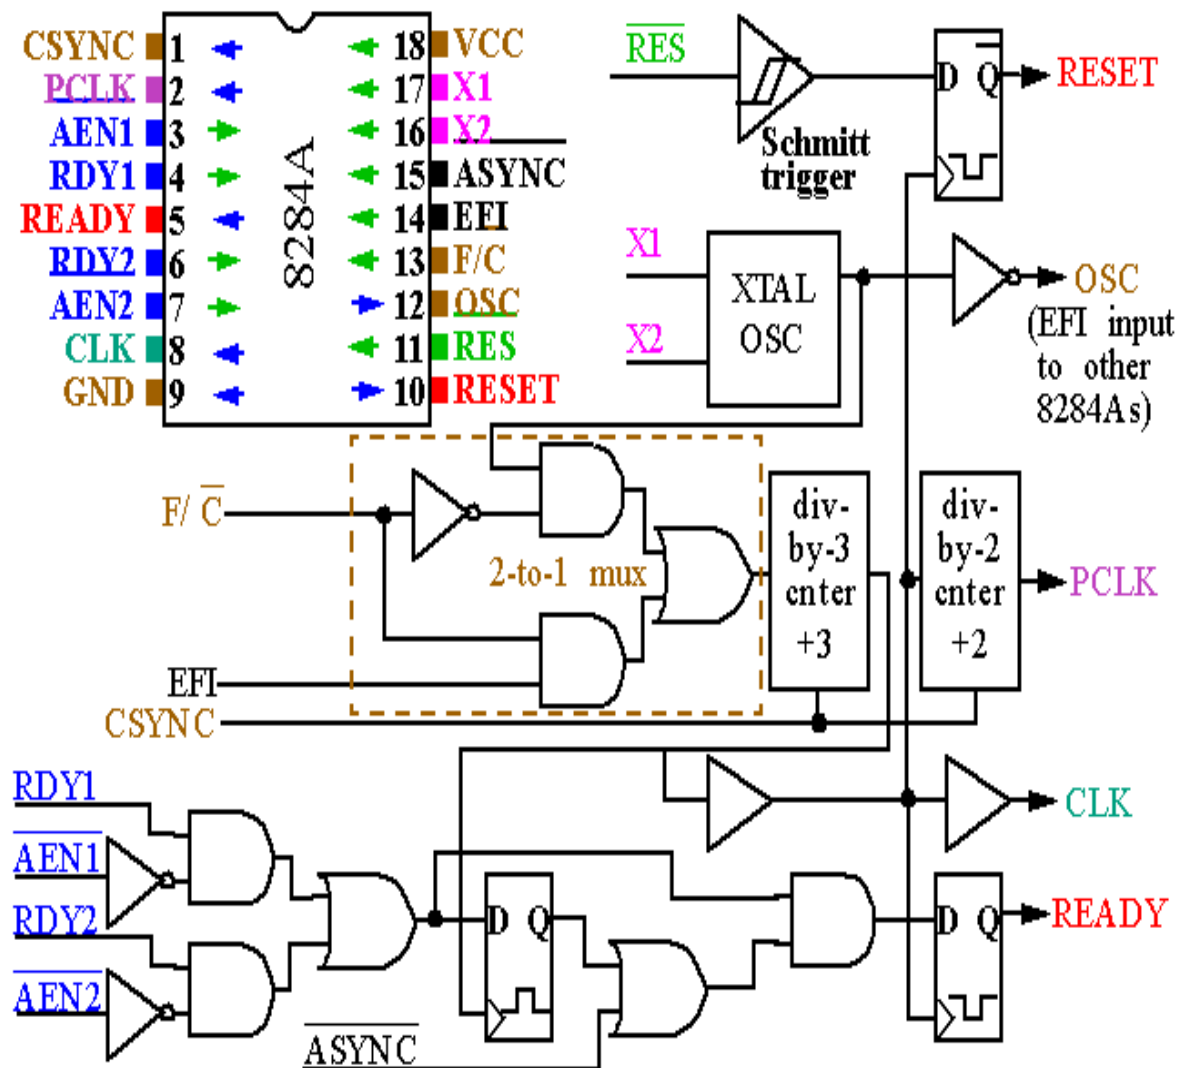 CSYNC 1 18 VCC
PCLK 2 17 X1
AEN1 3 16 X2
RDY1 4 15 ASYNC
READY 5 14 EFI
RDY2 6 13 F/C
AEN2 7 12 OSC
CLK 8 11 RES
GND 9 10 RESET
8284A
RES
Schmitt
trigger
D Q
RESET
X1
X2
XTAL
OSC
OSC
(EFI input
to other
8284As)
F/ C
2-to-1 mux
EFI
CSYNC
div-
by-3
cnter
+3
div-
by-2
cnter
+2
PCLK
CLK
RDY1
AEN1
RDY2
AEN2
D Q
ASYNC
D Q
READY